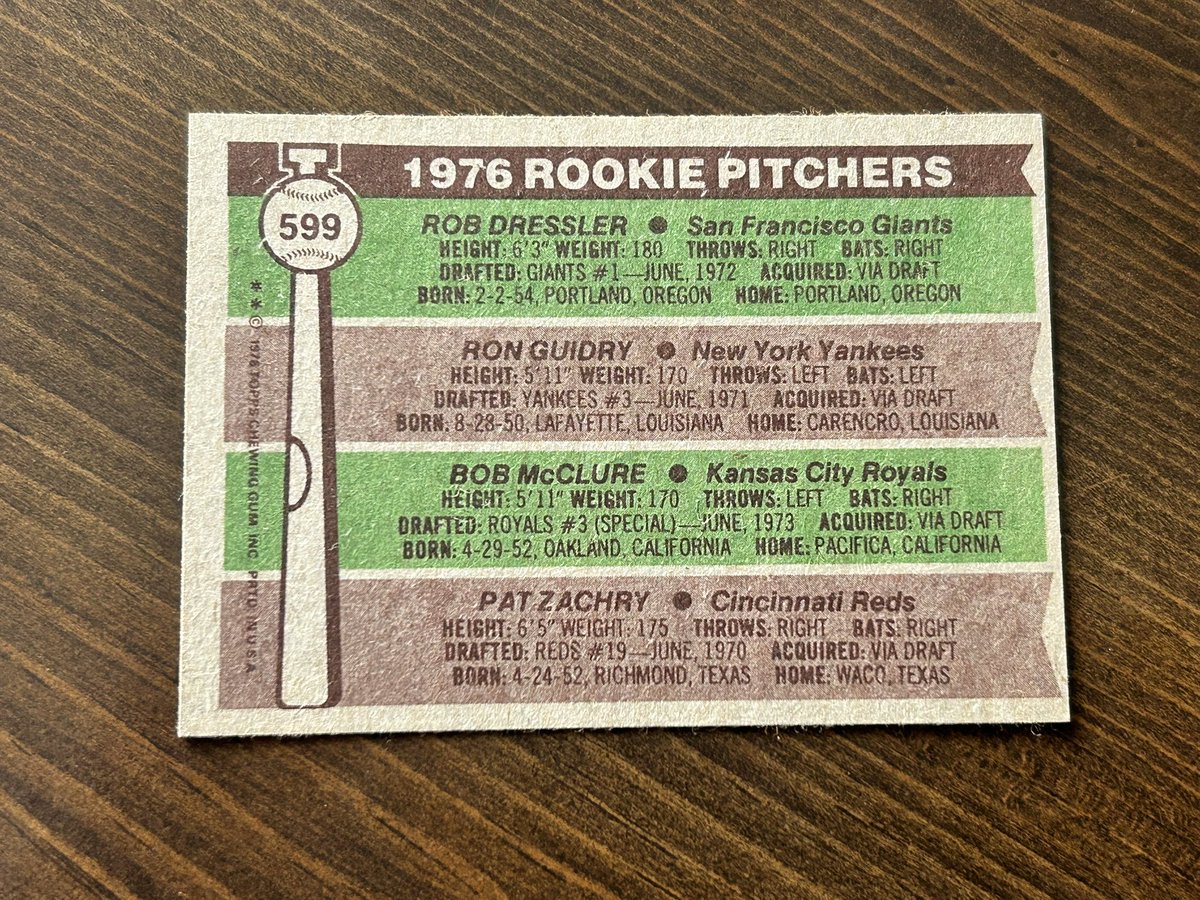 1976 ROOKIE PITCHERS
599
ROB DRESSLER ● San Francisco Giants
HEIGHT: 6'3" WEIGHT: 180 THROWS: RIGHT BATS: RIGHT
DRAFTED: GIANTS #1—JUNE, 1972 ACQUIRED: VIA DRAFT
BORN: 2-2-54, PORTLAND, OREGON HOME: PORTLAND, OREGON
RON GUIDRY ● New York Yankees
HEIGHT: 5'11" WEIGHT: 170 THROWS: LEFT BATS: LEFT
DRAFTED: YANKEES #3—JUNE, 1971 ACQUIRED: VIA DRAFT
BORN: 8-28-50, LAFAYETTE, LOUISIANA HOME: CARENCRO, LOUISIANA
BOB McCLURE ● Kansas City Royals
HEIGHT: 5'11" WEIGHT: 170 THROWS: LEFT BATS: RIGHT
DRAFTED: ROYALS #3 (SPECIAL)—JUNE, 1973 ACQUIRED: VIA DRAFT
BORN: 4-29-52, OAKLAND, CALIFORNIA HOME: PACIFICA, CALIFORNIA
PAT ZACHRY ● Cincinnati Reds
HEIGHT: 6'5" WEIGHT: 175 THROWS: RIGHT BATS: RIGHT
DRAFTED: REDS #19—JUNE, 1970 ACQUIRED: VIA DRAFT
BORN: 4-24-52, RICHMOND, TEXAS HOME: WACO, TEXAS
* * © 1976 TOPPS CHEWING GUM, INC. PRTD. IN U.S.A.